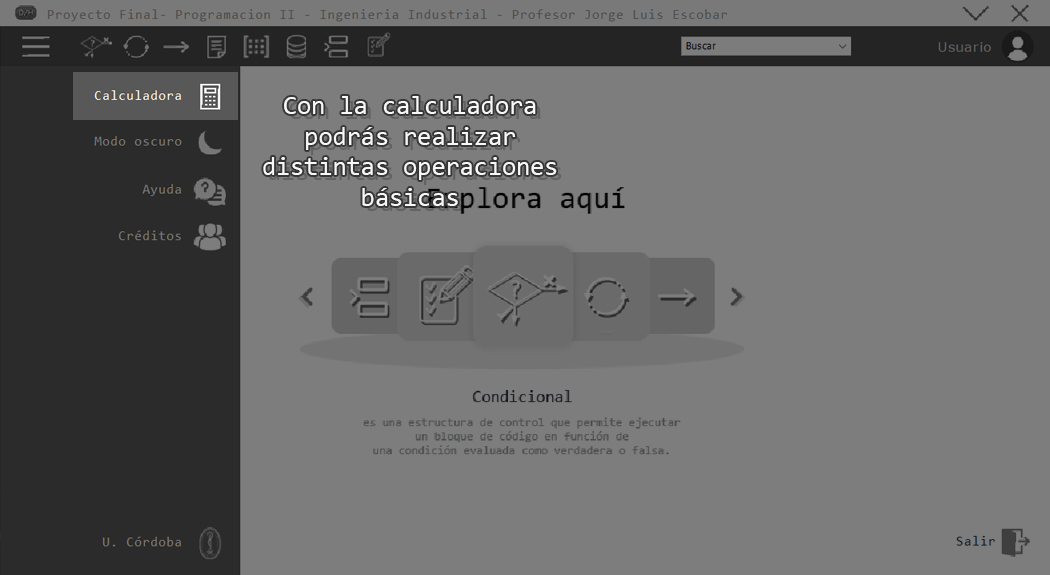 Proyecto Final- Programacion II - Ingenieria Industrial - Profesor Jorge Luis Escobar
Buscar
Usuario
Calculadora
Modo oscuro
Ayuda
Créditos
Con la calculadora
podrás realizar
distintas operaciones
básicas
Explora aquí
Condicional
es una estructura de control que permite ejecutar
un bloque de código en función de
una condición evaluada como verdadera o falsa.
U. Córdoba
Salir